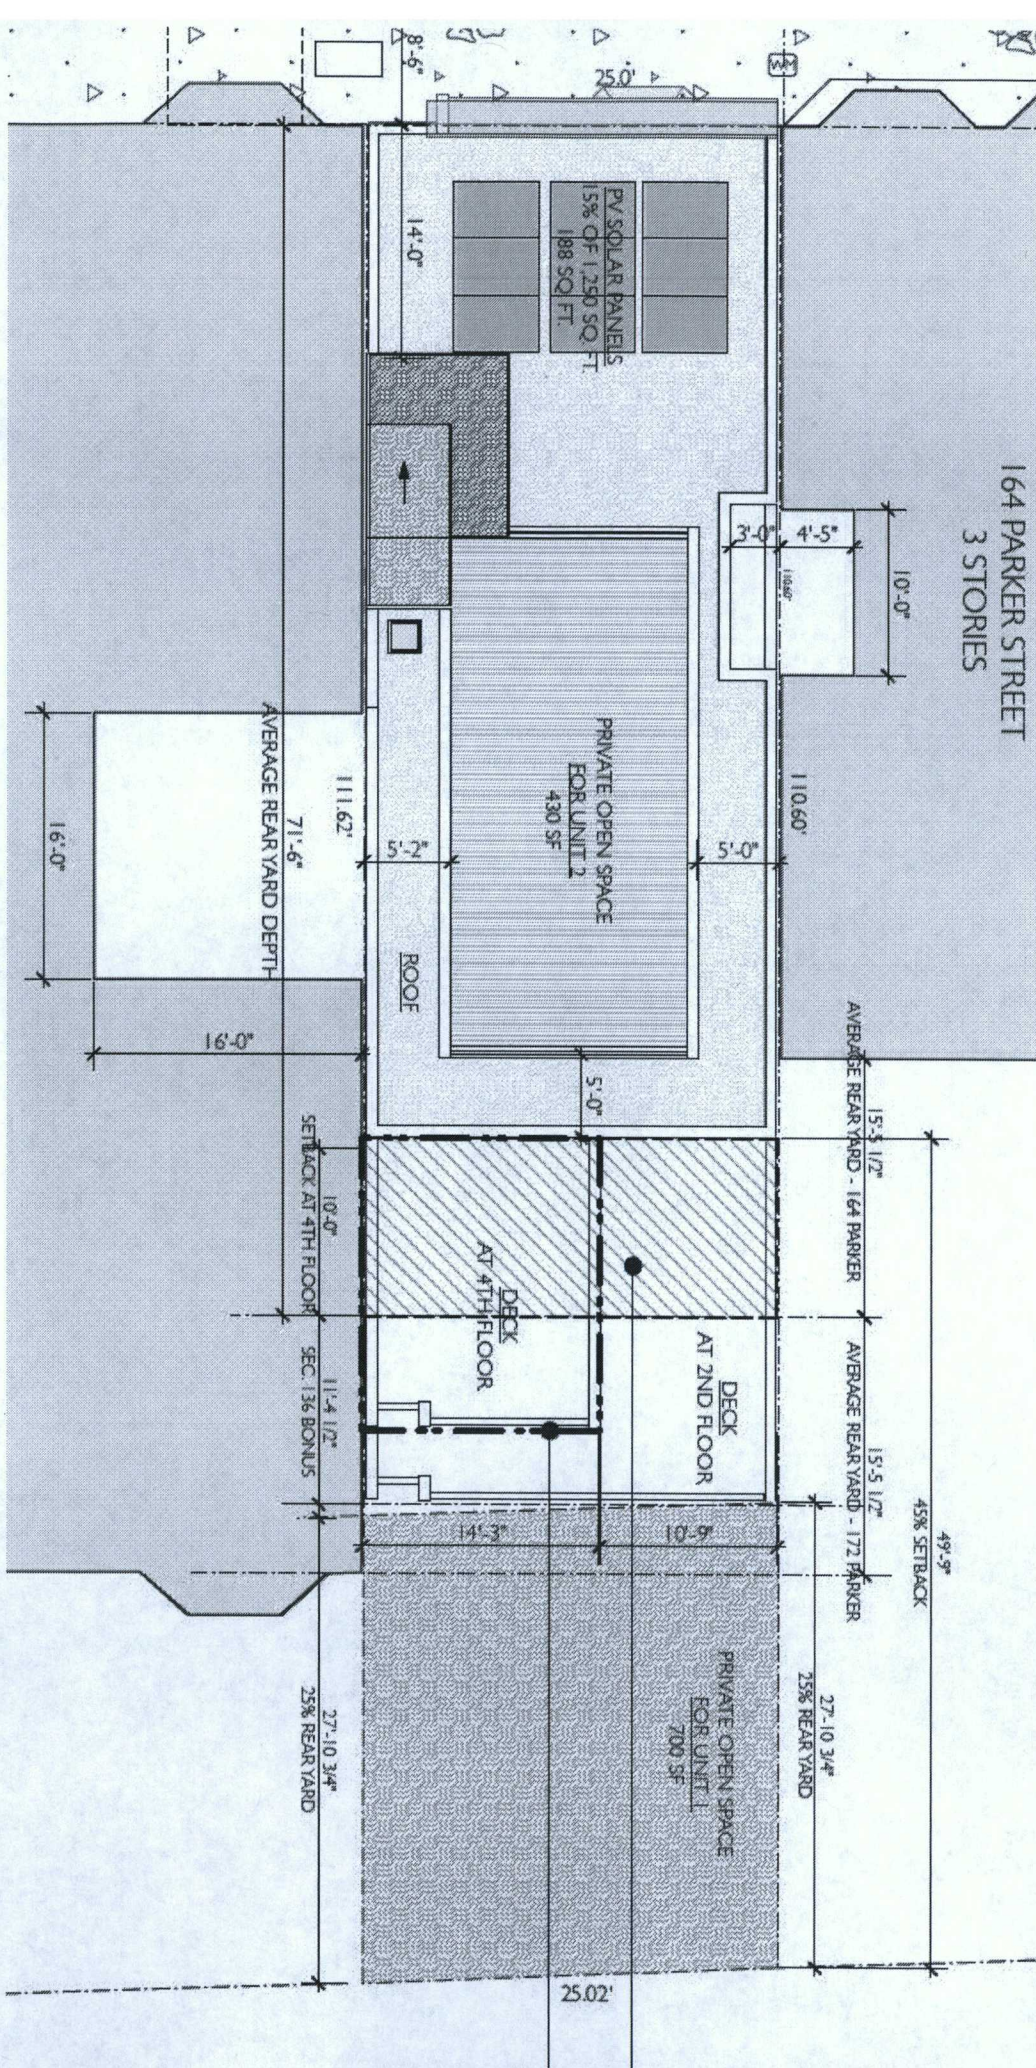 8'-6"
25.0'
164 PARKER STREET
3 STORIES
14'-0"
PV SOLAR PANELS
15% OF 1,250 SQ. FT.
188 SQ. FT.
3'-0"
4'-5"
110.60'
10'-0"
PRIVATE OPEN SPACE
FOR UNIT 2
430 SF
110.60'
111.62'
71'-6"
AVERAGE REAR YARD DEPTH
16'-0"
16'-0"
5'-2"
5'-0"
ROOF
5'-0"
15'-5 1/2"
AVERAGE REAR YARD - 164 PARKER
10'-0"
SETBACK AT 4TH FLOOR
DECK
AT 4TH FLOOR
DECK
AT 2ND FLOOR
11'-4 1/2"
SEC. 136 BONUS
15'-5 1/2"
AVERAGE REAR YARD - 172 PARKER
49'-9"
45% SETBACK
14'-3"
10'-9"
PRIVATE OPEN SPACE
FOR UNIT 1
700 SF
27'-10 3/4"
25% REAR YARD
27'-10 3/4"
25% REAR YARD
25.02'